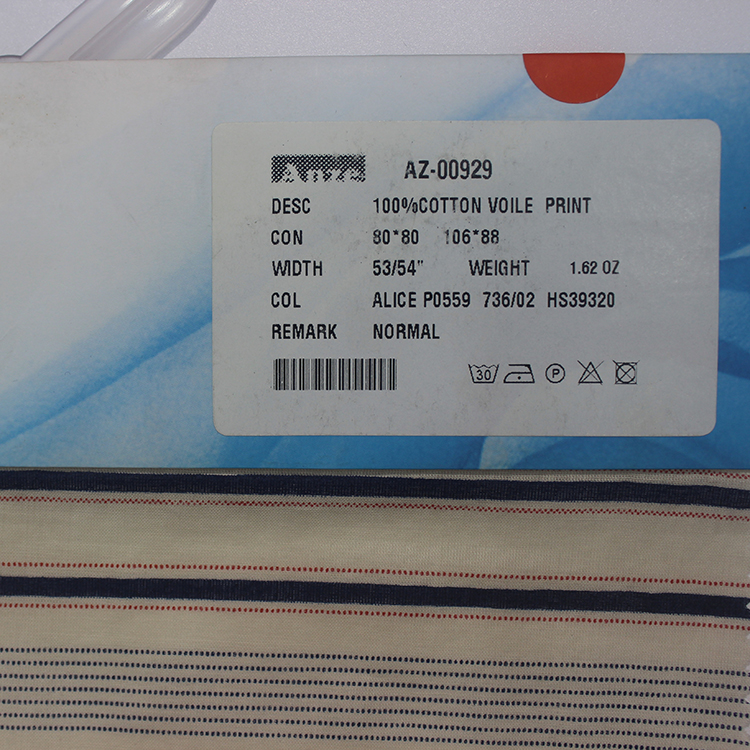 Anze AZ-00929
DESC 100%COTTON VOILE PRINT
CON 80*80 106*88
WIDTH 53/54" WEIGHT 1.62 OZ
COL ALICE P0559 736/02 HS39320
REMARK NORMAL
30 P